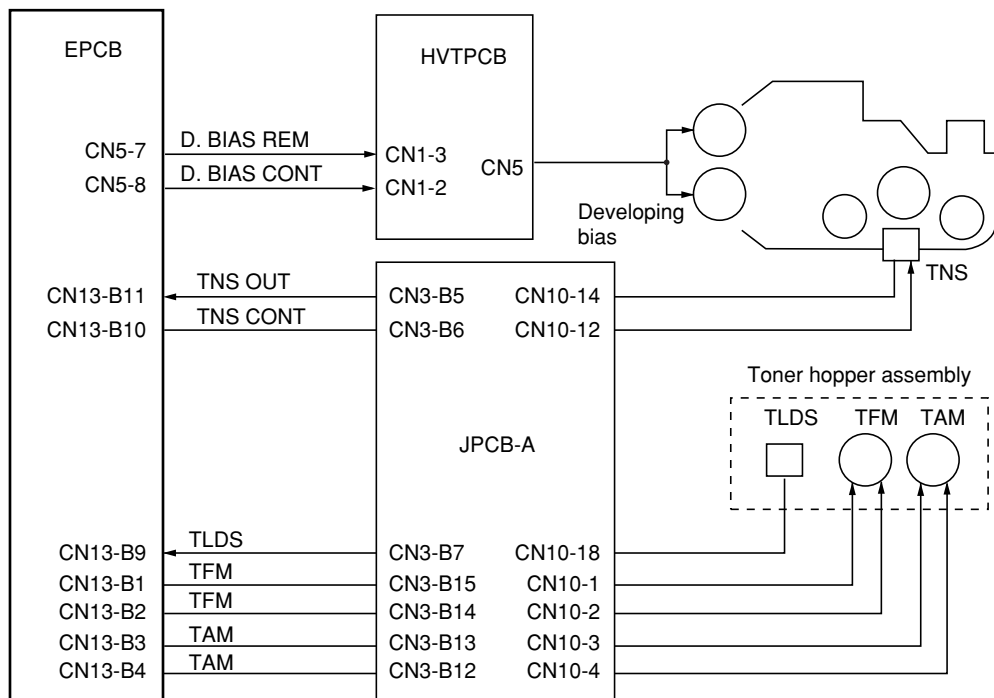 EPCB
HVTPCB
CN5-7 D. BIAS REM CN1-3
CN5
CN5-8 D. BIAS CONT CN1-2
Developing
bias
TNS
CN13-B11 TNS OUT CN3-B5 CN10-14
CN13-B10 TNS CONT CN3-B6 CN10-12
Toner hopper assembly
TLDS TFM TAM
JPCB-A
CN13-B9 TLDS CN3-B7 CN10-18
CN13-B1 TFM CN3-B15 CN10-1
CN13-B2 TFM CN3-B14 CN10-2
CN13-B3 TAM CN3-B13 CN10-3
CN13-B4 TAM CN3-B12 CN10-4